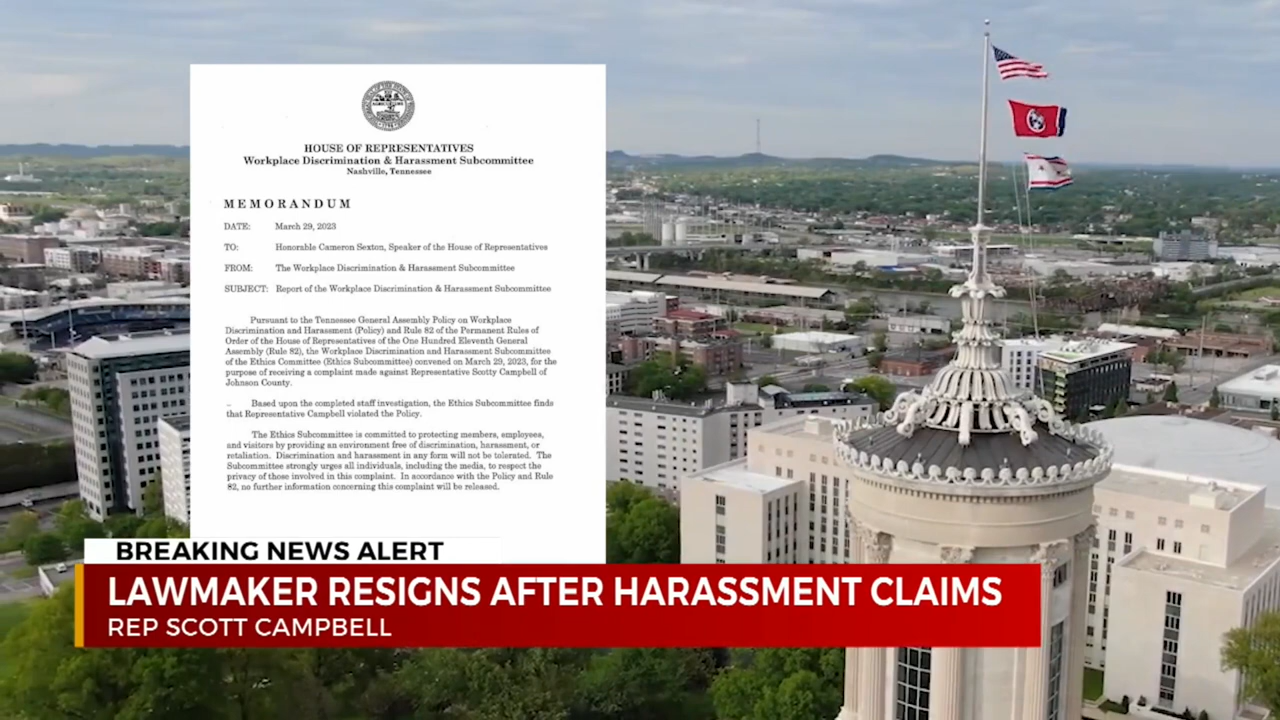 AGRICULTURE
HOUSE OF REPRESENTATIVES
Workplace Discrimination & Harassment Subcommittee
Nashville, Tennessee
MEMORANDUM
DATE: March 29, 2023
TO: Honorable Cameron Sexton, Speaker of the House of Representatives
FROM: The Workplace Discrimination & Harassment Subcommittee
SUBJECT: Report of the Workplace Discrimination & Harassment Subcommittee
Pursuant to the Tennessee General Assembly Policy on Workplace
Discrimination and Harassment (Policy) and Rule 82 of the Permanent Rules of
Order of the House of Representatives of the One Hundred Eleventh General
Assembly (Rule 82), the Workplace Discrimination and Harassment Subcommittee
of the Ethics Committee (Ethics Subcommittee) convened on March 29, 2023, for the
purpose of receiving a complaint made against Representative Scotty Campbell of
Johnson County.
Based upon the completed staff investigation, the Ethics Subcommittee finds
that Representative Campbell violated the Policy.
The Ethics Subcommittee is committed to protecting members, employees,
and visitors by providing an environment free of discrimination, harassment, or
retaliation. Discrimination and harassment in any form will not be tolerated. The
Subcommittee strongly urges all individuals, including the media, to respect the
privacy of those involved in this complaint. In accordance with the Policy and Rule
82, no further information concerning this complaint will be released.
BREAKING NEWS ALERT
LAWMAKER RESIGNS AFTER HARASSMENT CLAIMS
REP SCOTT CAMPBELL